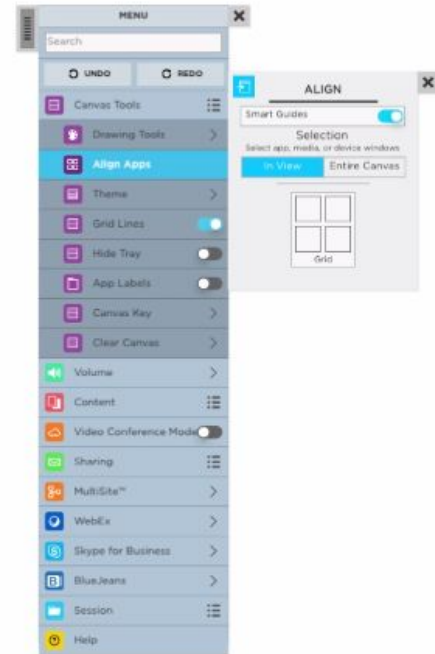 MENU
Search
UNDO REDO
Canvas Tools
Drawing Tools
Align Apps
Theme
Grid Lines
Hide Tray
App Labels
Canvas Key
Clear Canvas
Volume
Content
Video Conference Mode
Sharing
MultiSite™
WebEx
Skype for Business
BlueJeans
Session
Help
ALIGN
Smart Guides
Selection
Select app, media, or device windows
In View Entire Canvas
Grid